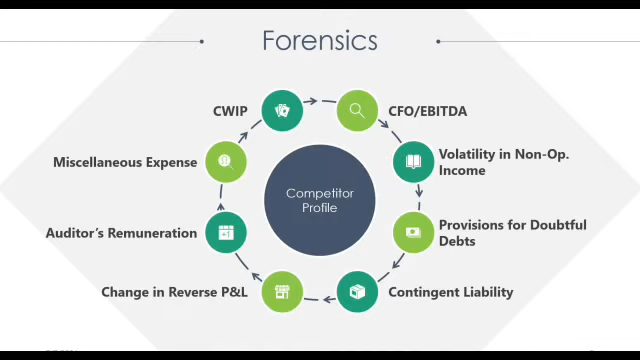 Forensics
CWIP
CFO/EBITDA
Miscellaneous Expense
Volatility in Non-Op.
Income
Competitor
Profile
Auditor's Remuneration
Provisions for Doubtful
Debts
Change in Reverse P&L
Contingent Liability